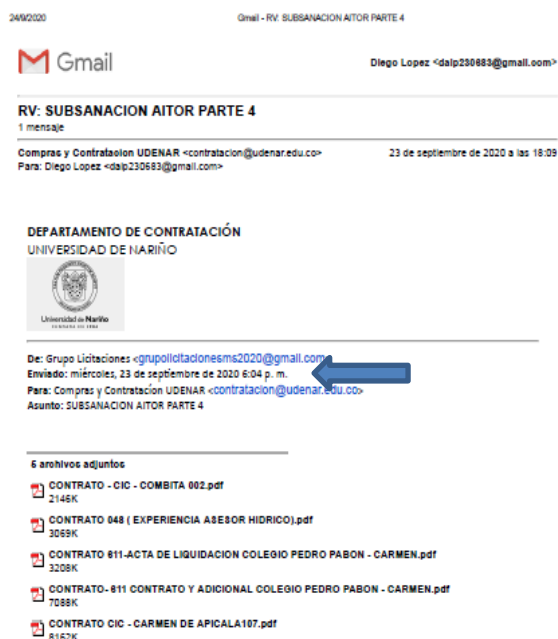 24/9/2020 Gmail - RV: SUBSANACION AITOR PARTE 4
Gmail Diego Lopez <dalp230683@gmail.com>
RV: SUBSANACION AITOR PARTE 4
1 mensaje
Compras y Contratacion UDENAR <contratacion@udenar.edu.co> 23 de septiembre de 2020 a las 18:09
Para: Diego Lopez <dalp230683@gmail.com>
DEPARTAMENTO DE CONTRATACIÓN
UNIVERSIDAD DE NARIÑO
Universidad de Nariño
De: Grupo Licitaciones <grupolicitacionesms2020@gmail.com>
Enviado: miércoles, 23 de septiembre de 2020 6:04 p. m.
Para: Compras y Contratación UDENAR <contratacion@udenar.edu.co>
Asunto: SUBSANACION AITOR PARTE 4
5 archivos adjuntos
CONTRATO - CIC - COMBITA 002.pdf
2146K
CONTRATO 048 ( EXPERIENCIA ASESOR HIDRICO).pdf
3069K
CONTRATO 611-ACTA DE LIQUIDACION COLEGIO PEDRO PABON - CARMEN.pdf
3208K
CONTRATO- 611 CONTRATO Y ADICIONAL COLEGIO PEDRO PABON - CARMEN.pdf
7088K
CONTRATO CIC - CARMEN DE APICALA107.pdf
8162K